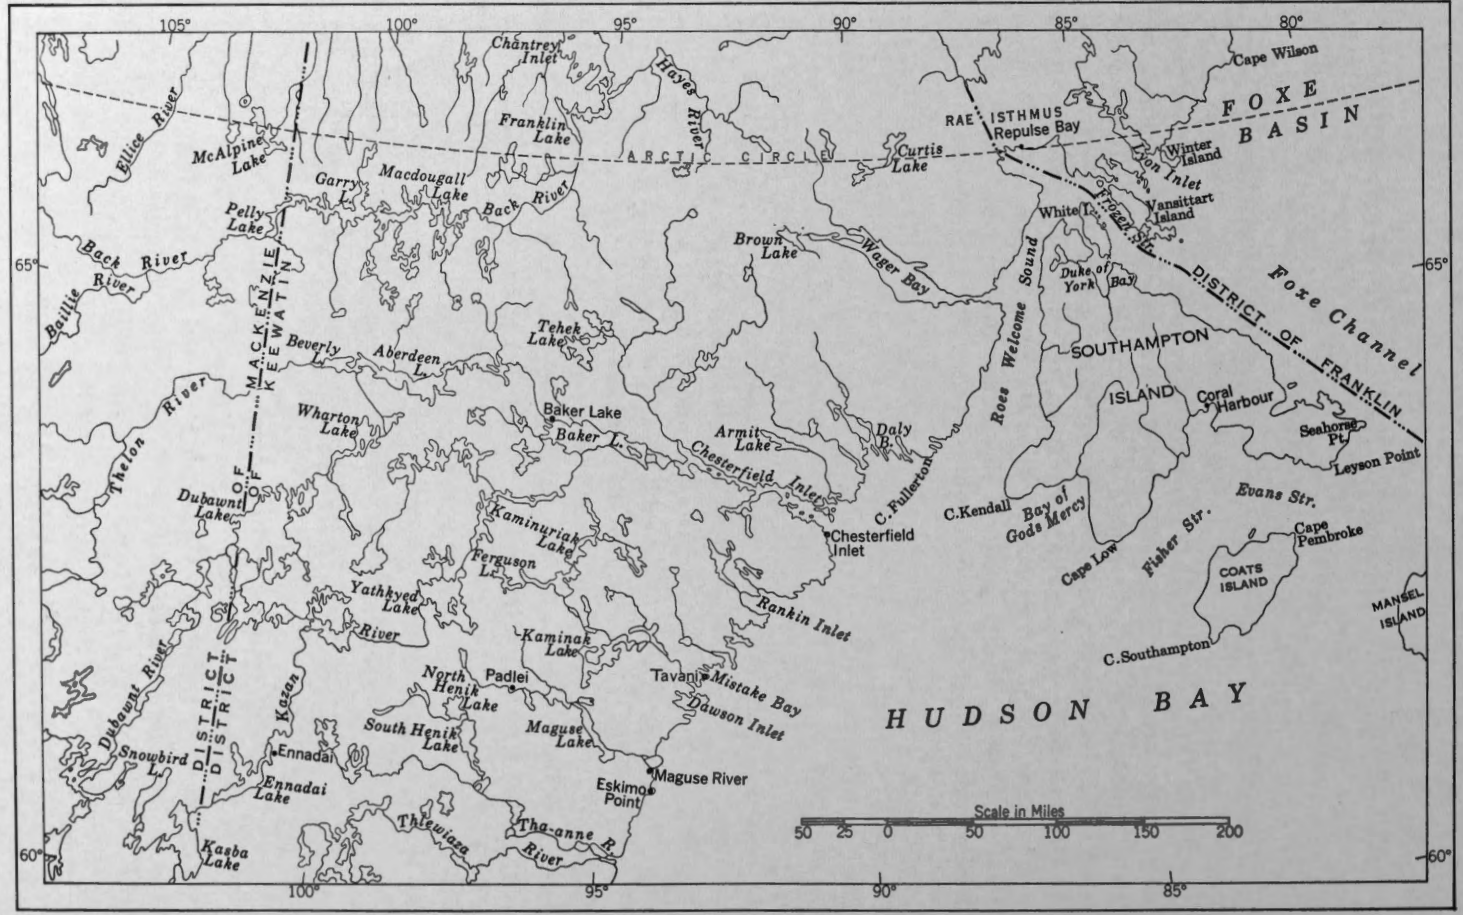 105°
100°
95°
90°
85°
80°
Chantrey
Inlet
Hayes
River
Cape Wilson
FOXE
BASIN
Ellice River
McAlpine
Lake
Franklin
Lake
ARCTIC CIRCLE
Curtis
Lake
RAE ISTHMUS
Repulse Bay
Lyon Inlet
Winter
Island
Garry
L.
Macdougall
Lake
Back River
Pelly
Lake
White I.
Frozen Str.
Vansittart
Island
65°
Back River
Baillie River
Brown
Lake
Wager Bay
Roes Welcome Sound
Duke of
York Bay
65°
Foxe Channel
DISTRICT OF FRANKLIN
DISTRICT OF MACKENZIE
DISTRICT OF KEEWATIN
Beverly
L.
Aberdeen
L.
Tehek
Lake
SOUTHAMPTON
ISLAND
Coral
Harbour
Thelon River
Wharton
Lake
Baker Lake
Baker L.
Armit
Lake
Daly
B.
Seahorse
Pt.
Leyson Point
Chesterfield Inlet
C. Fullerton
Dubawnt
Lake
C. Kendall
Bay of
Gods Mercy
Evans Str.
Kaminuriak
Lake
Chesterfield
Inlet
Cape Low
Fisher Str.
Cape
Pembroke
COATS
ISLAND
MANSEL
ISLAND
Ferguson
L.
Yathkyed
Lake
River
Rankin Inlet
Kaminak
Lake
C. Southampton
Dubawnt River
Kazan
North
Henik
Lake
Padlei
Tavani
Mistake Bay
Dawson Inlet
HUDSON BAY
South Henik
Lake
Maguse
Lake
Snowbird
L.
Ennadai
Ennadai
Lake
Maguse River
Eskimo
Point
Scale in Miles
50 25 0 50 100 150 200
Thlewiaza
River
Tha-anne R.
Kasba
Lake
60°
60°
100°
95°
90°
85°